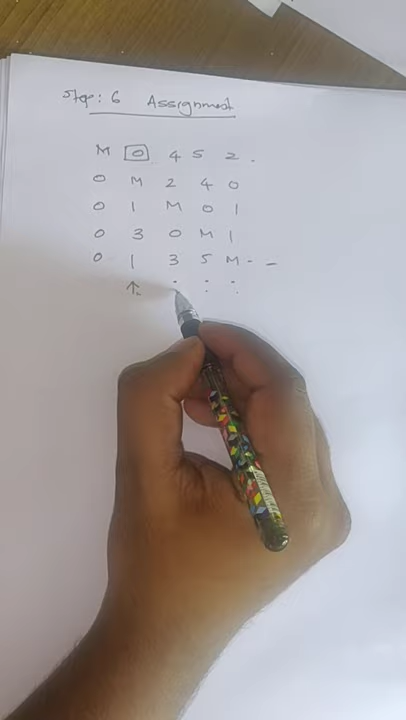 Step: 6 Assignment
M 0 4 5 2 .
0 M 2 4 0
0 1 M 0 1
0 3 0 M 1
0 1 3 5 M - -
↑ : : :